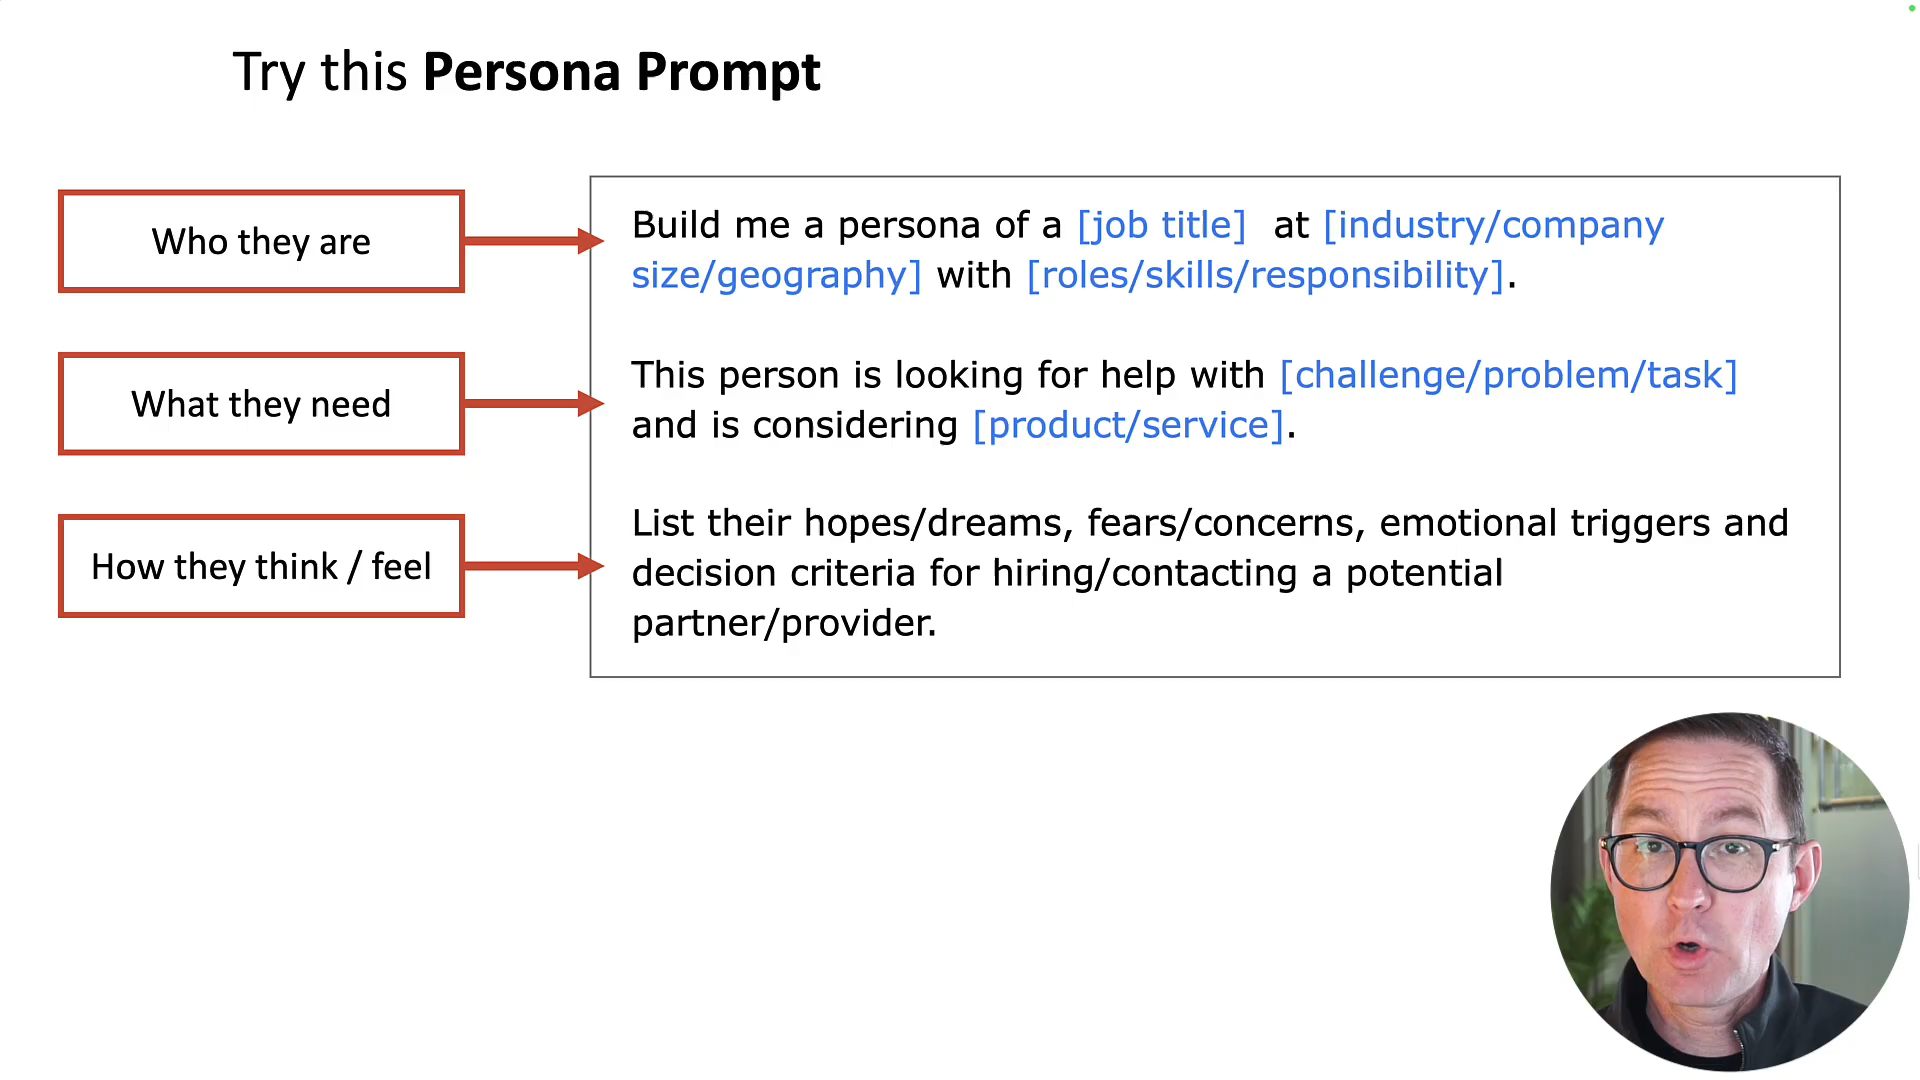 Try this Persona Prompt
Who they are
Build me a persona of a [job title]  at [industry/company
size/geography] with [roles/skills/responsibility].
What they need
This person is looking for help with [challenge/problem/task]
and is considering [product/service].
How they think / feel
List their hopes/dreams, fears/concerns, emotional triggers and
decision criteria for hiring/contacting a potential
partner/provider.